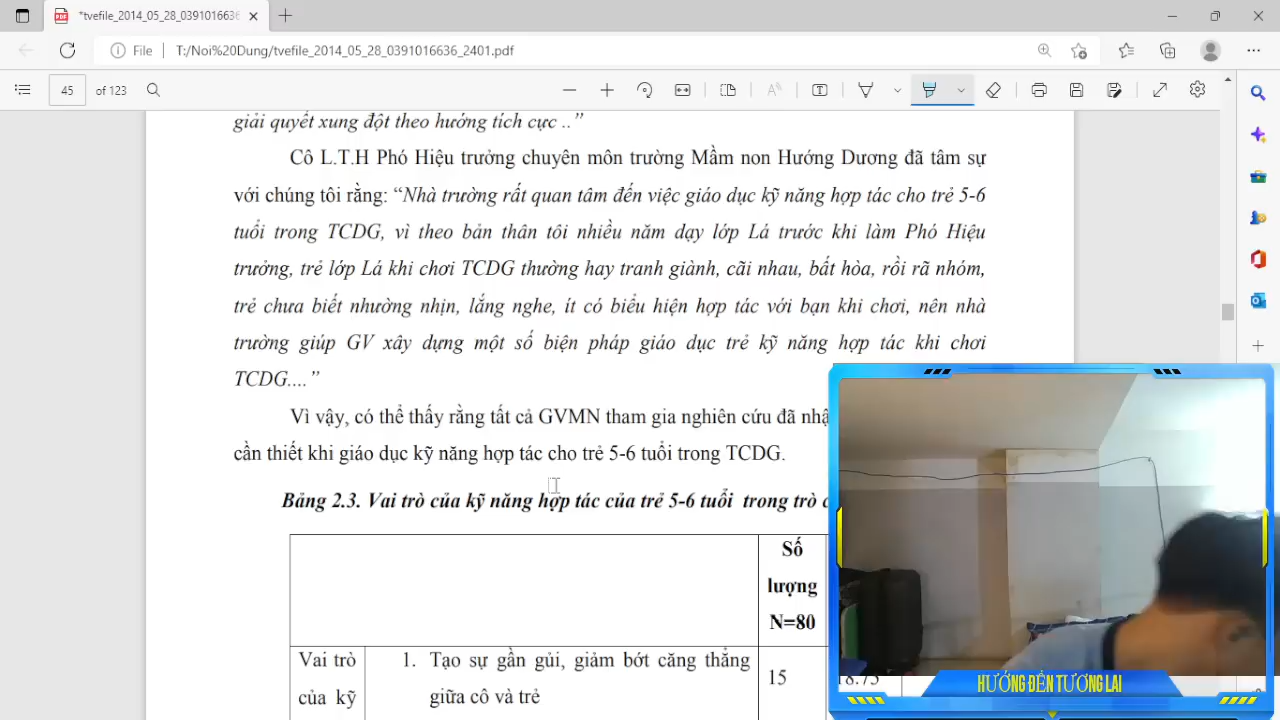 *tvefile_2014_05_28_0391016636
File
T:/Noi%20Dung/tvefile_2014_05_28_0391016636_2401.pdf
45 of 123
giải quyết xung đột theo hướng tích cực ..”
Cô L.T.H Phó Hiệu trưởng chuyên môn trường Mầm non Hướng Dương đã tâm sự
với chúng tôi rằng: “Nhà trường rất quan tâm đến việc giáo dục kỹ năng hợp tác cho trẻ 5-6
tuổi trong TCDG, vì theo bản thân tôi nhiều năm dạy lớp Lá trước khi làm Phó Hiệu
trưởng, trẻ lớp Lá khi chơi TCDG thường hay tranh giành, cãi nhau, bất hòa, rồi rã nhóm,
trẻ chưa biết nhường nhịn, lắng nghe, ít có biểu hiện hợp tác với bạn khi chơi, nên nhà
trường giúp GV xây dựng một số biện pháp giáo dục trẻ kỹ năng hợp tác khi chơi
TCDG....”
Vì vậy, có thể thấy rằng tất cả GVMN tham gia nghiên cứu đã nhậ
cần thiết khi giáo dục kỹ năng hợp tác cho trẻ 5-6 tuổi trong TCDG.
Bảng 2.3. Vai trò của kỹ năng hợp tác của trẻ 5-6 tuổi trong trò c
Số
lượng
N=80
Vai trò
của kỹ
1. Tạo sự gần gũi, giảm bớt căng thẳng
giữa cô và trẻ
15
18.75
HƯỚNG ĐẾN TƯƠNG LAI